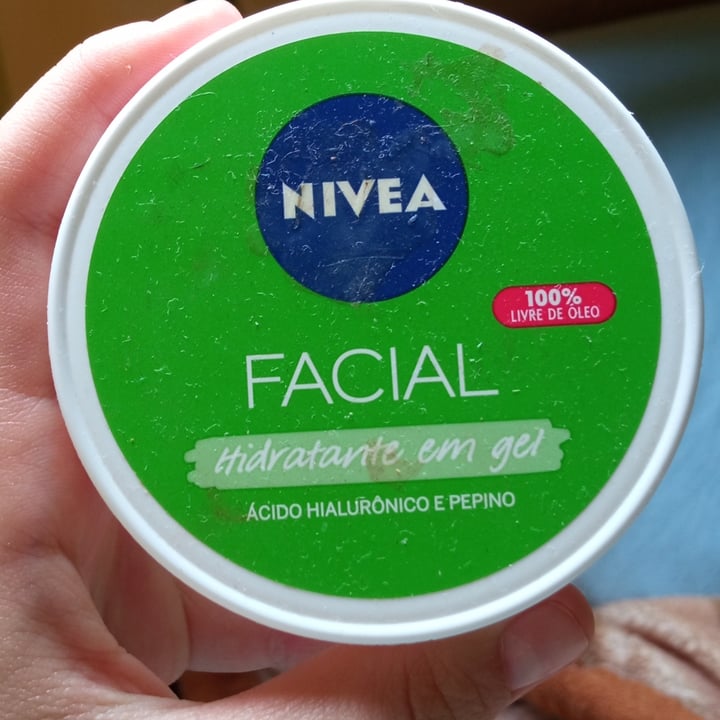 NIVEA
100%
LIVRE DE ÓLEO
FACIAL
Hidratante em gel
ÁCIDO HIALURÔNICO E PEPINO